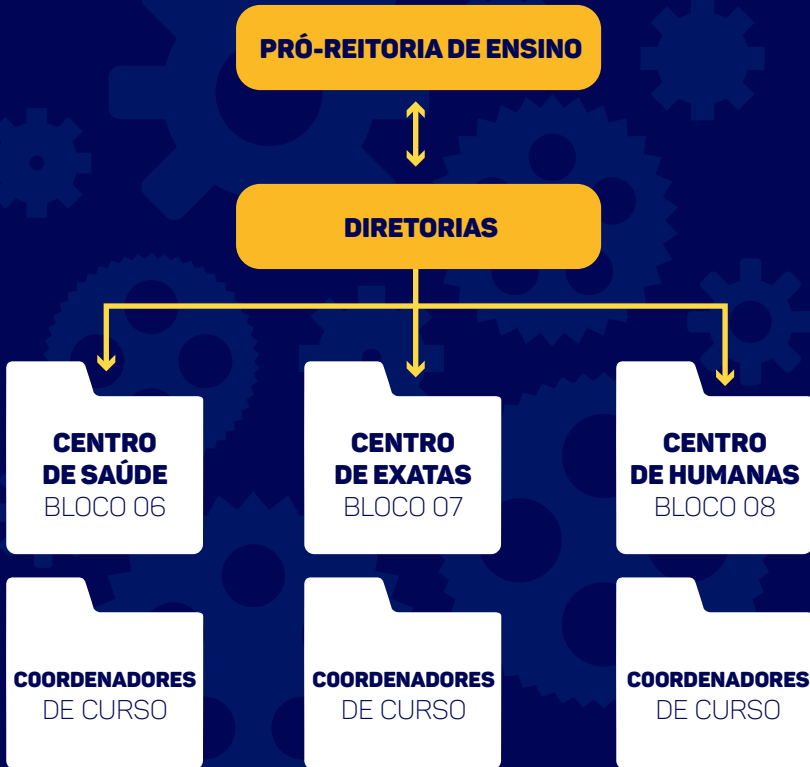 PRÓ-REITORIA DE ENSINO
DIRETORIAS
CENTRO
DE SAÚDE
BLOCO 06
CENTRO
DE EXATAS
BLOCO 07
CENTRO
DE HUMANAS
BLOCO 08
COORDENADORES
DE CURSO
COORDENADORES
DE CURSO
COORDENADORES
DE CURSO